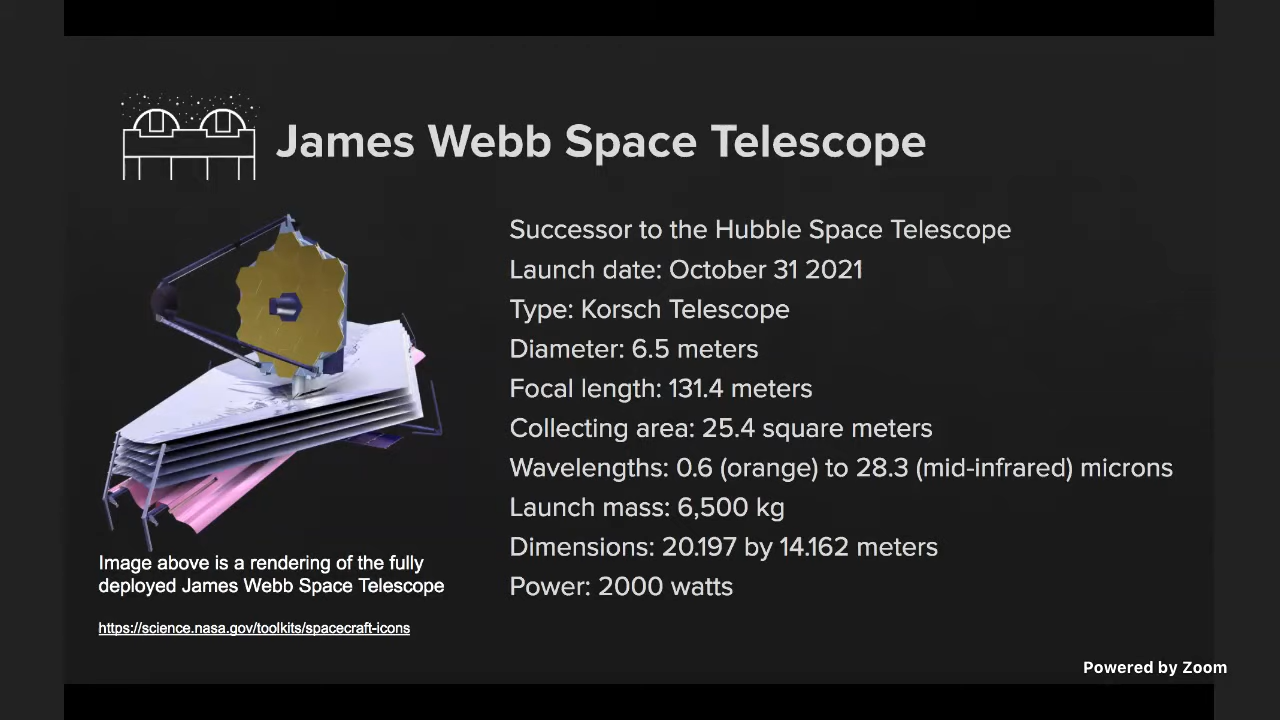 James Webb Space Telescope
Successor to the Hubble Space Telescope
Launch date: October 31 2021
Type: Korsch Telescope
Diameter: 6.5 meters
Focal length: 131.4 meters
Collecting area: 25.4 square meters
Wavelengths: 0.6 (orange) to 28.3 (mid-infrared) microns
Launch mass: 6,500 kg
Dimensions: 20.197 by 14.162 meters
Power: 2000 watts
Image above is a rendering of the fully
deployed James Webb Space Telescope
https://science.nasa.gov/toolkits/spacecraft-icons
Powered by Zoom